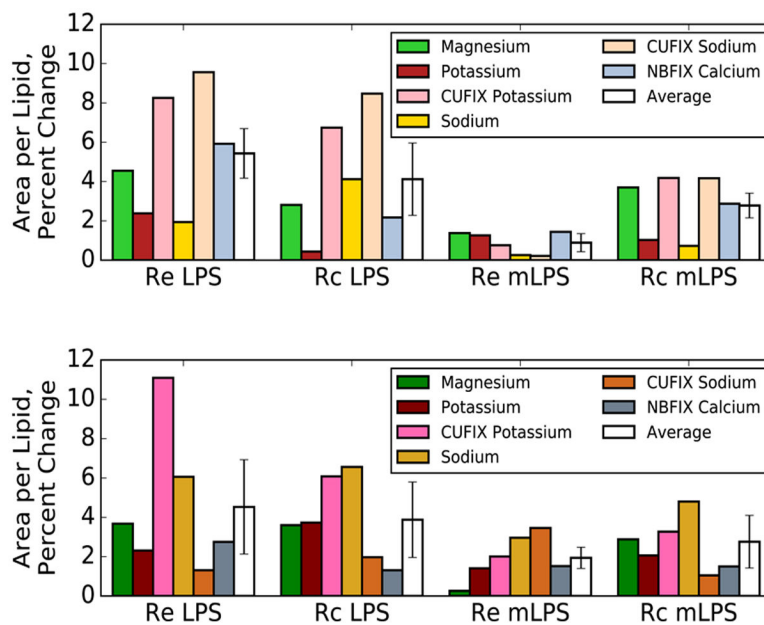 12
10
8
6
4
2
0
Area per Lipid,
Percent Change
Magnesium
Potassium
CUFIX Potassium
Sodium
CUFIX Sodium
NBFIX Calcium
Average
Re LPS
Rc LPS
Re mLPS
Rc mLPS
12
10
8
6
4
2
0
Area per Lipid,
Percent Change
Magnesium
Potassium
CUFIX Potassium
Sodium
CUFIX Sodium
NBFIX Calcium
Average
Re LPS
Rc LPS
Re mLPS
Rc mLPS